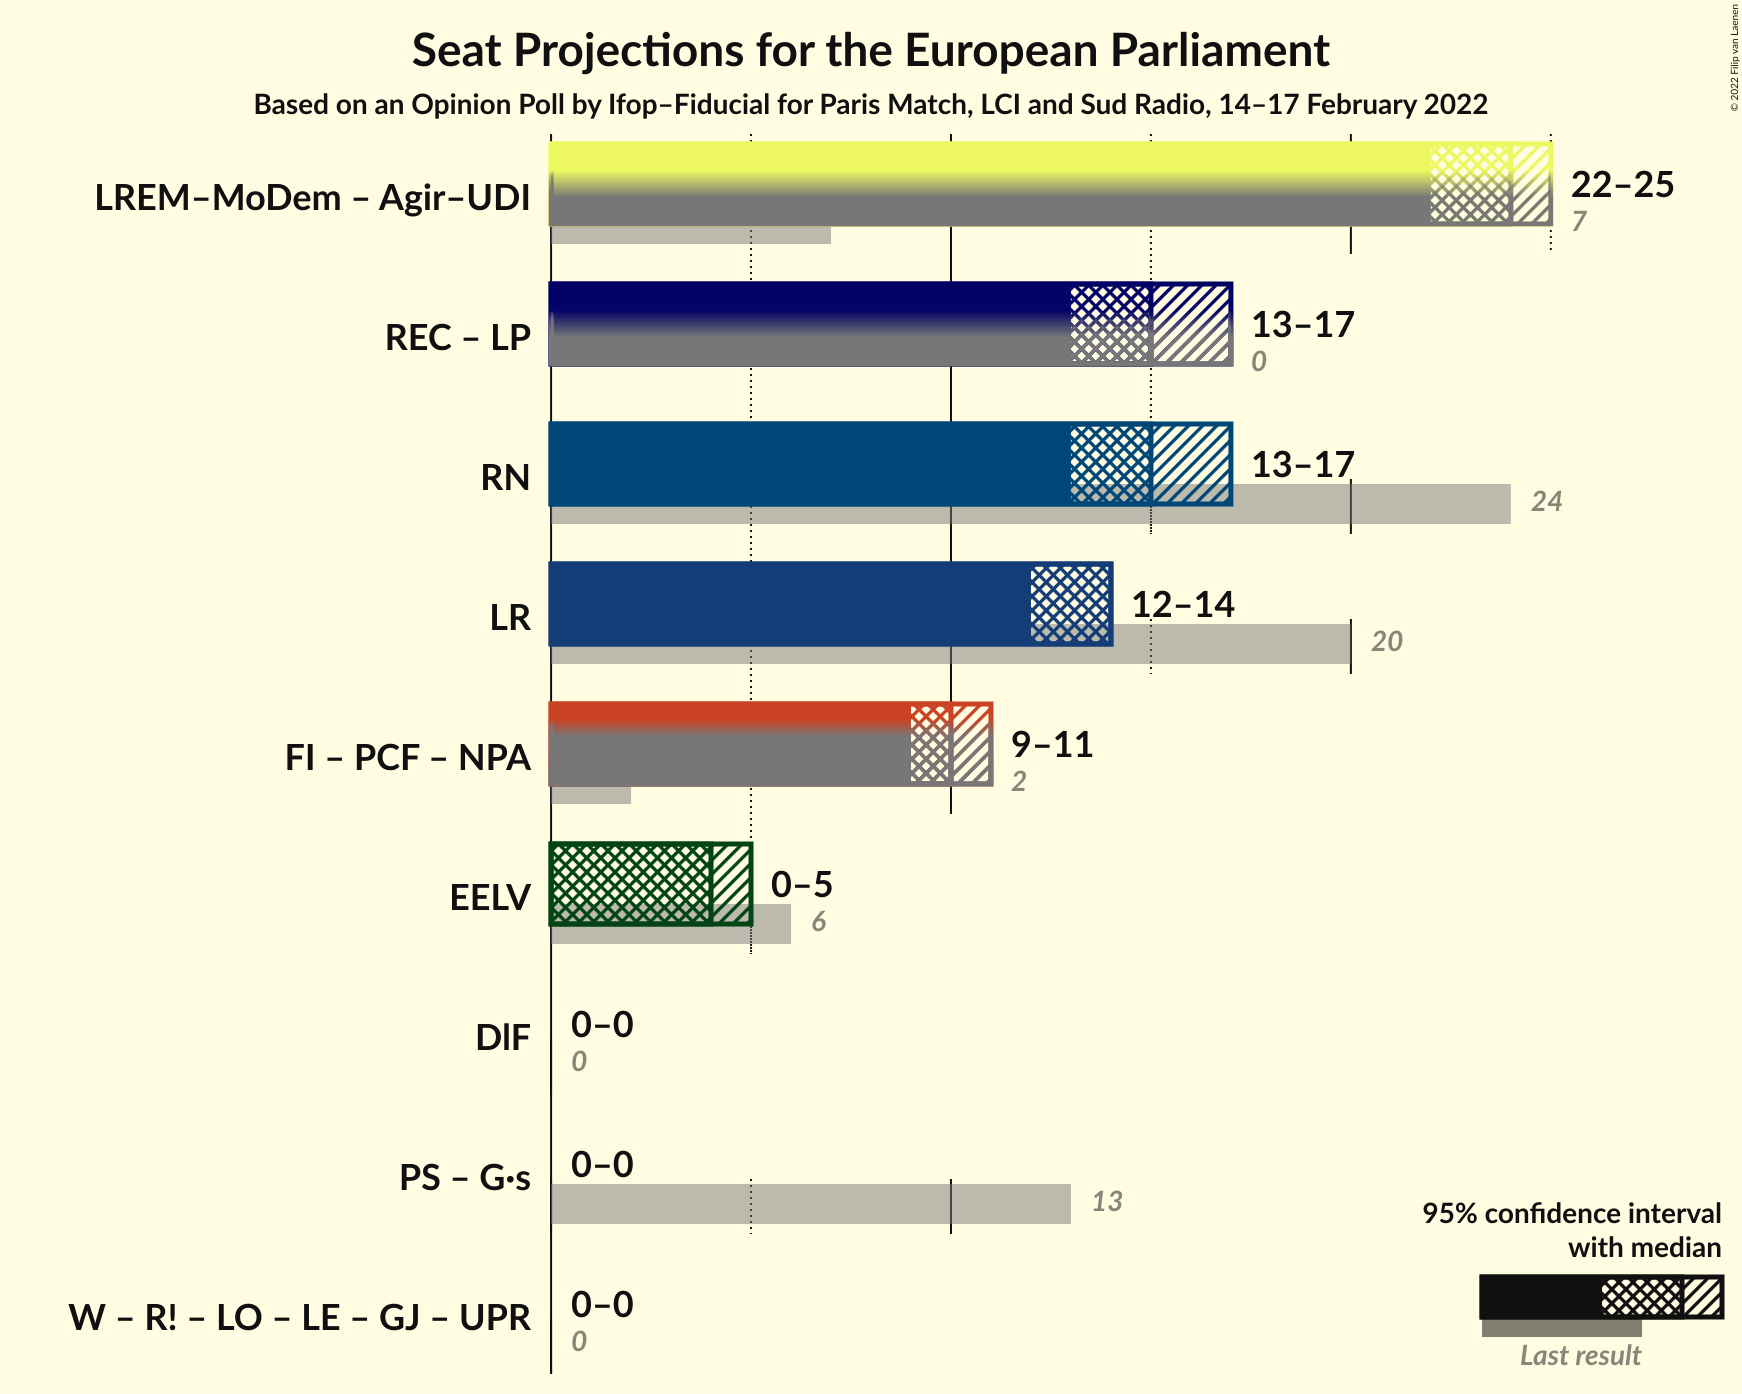 Seat Projections for the European Parliament
Based on an Opinion Poll by Ifop–Fiducial for Paris Match, LCI and Sud Radio, 14–17 February 2022
© 2022 Filip van Laenen
LREM–MoDem – Agir–UDI
22–25
7
REC – LP
13–17
0
RN
13–17
24
LR
12–14
20
FI – PCF – NPA
9–11
2
EELV
0–5
6
DlF
0–0
0
PS – G·s
0–0
13
W – R! – LO – LE – GJ – UPR
0–0
0
95% confidence interval
with median
Last result